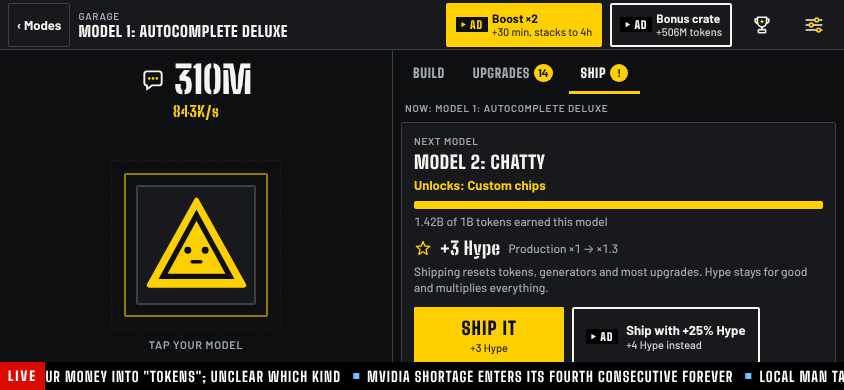 ‹ Modes
GARAGE
MODEL 1: AUTOCOMPLETE DELUXE
AD
Boost ×2
+30 min, stacks to 4h
AD
Bonus crate
+506M tokens
310M
843K/s
TAP YOUR MODEL
BUILD
UPGRADES 14
SHIP !
NOW: MODEL 1: AUTOCOMPLETE DELUXE
NEXT MODEL
MODEL 2: CHATTY
Unlocks: Custom chips
1.42B of 1B tokens earned this model
+3 Hype Production ×1 → ×1.3
Shipping resets tokens, generators and most upgrades. Hype stays for good
and multiplies everything.
SHIP IT
+3 Hype
AD
Ship with +25% Hype
+4 Hype instead
LIVE
UR MONEY INTO "TOKENS"; UNCLEAR WHICH KIND ▪ MVIDIA SHORTAGE ENTERS ITS FOURTH CONSECUTIVE FOREVER ▪ LOCAL MAN TA